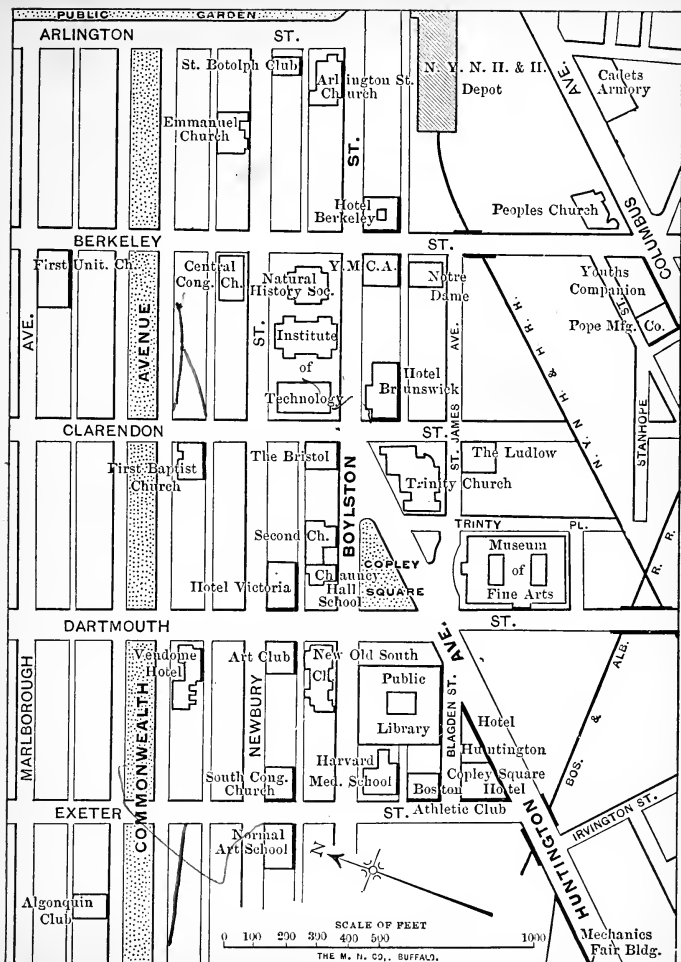 PUBLIC GARDEN
ARLINGTON ST.
St. Botolph Club
Arlington St.
Church
N. Y. N. H. & H.
Depot
AVE.
Cadets
Armory
Emmanuel
Church
ST.
Hotel
Berkeley
Peoples Church
COLUMBUS
BERKELEY ST.
First Unit. Ch.
Central
Cong. Ch.
Natural
History Soc.
Y.M.C.A.
Notre
Dame
Youths
Companion
ST.
Pope Mfg. Co.
AVE.
AVENUE
ST.
Institute
of
Technology
Hotel
Brunswick
ST. JAMES AVE.
N. Y. N. H. & H. R. R.
STANHOPE
CLARENDON ST.
First Baptist
Church
The Bristol
BOYLSTON
Trinity Church
The Ludlow
Second Ch.
TRINTY PL.
Hotel Victoria
Chauncy
Hall
School
COPLEY
SQUARE
Museum
of
Fine Arts
R. R.
DARTMOUTH ST.
MARLBOROUGH
COMMONWEALTH
Vendome
Hotel
NEWBURY
Art Club
New Old South
Ch.
Public
Library
AVE.
BLAGDEN ST.
Hotel
Huntington
BOS. & ALB.
South Cong.
Church
Harvard
Med. School
Boston
Athletic Club
Copley Square
Hotel
EXETER ST.
HUNTINGTON
IRVINGTON ST.
Normal
Art School
N
Algonquin
Club
Mechanics
Fair Bldg.
SCALE OF FEET
0 100 200 300 400 500 1000
THE M. N. CO., BUFFALO.